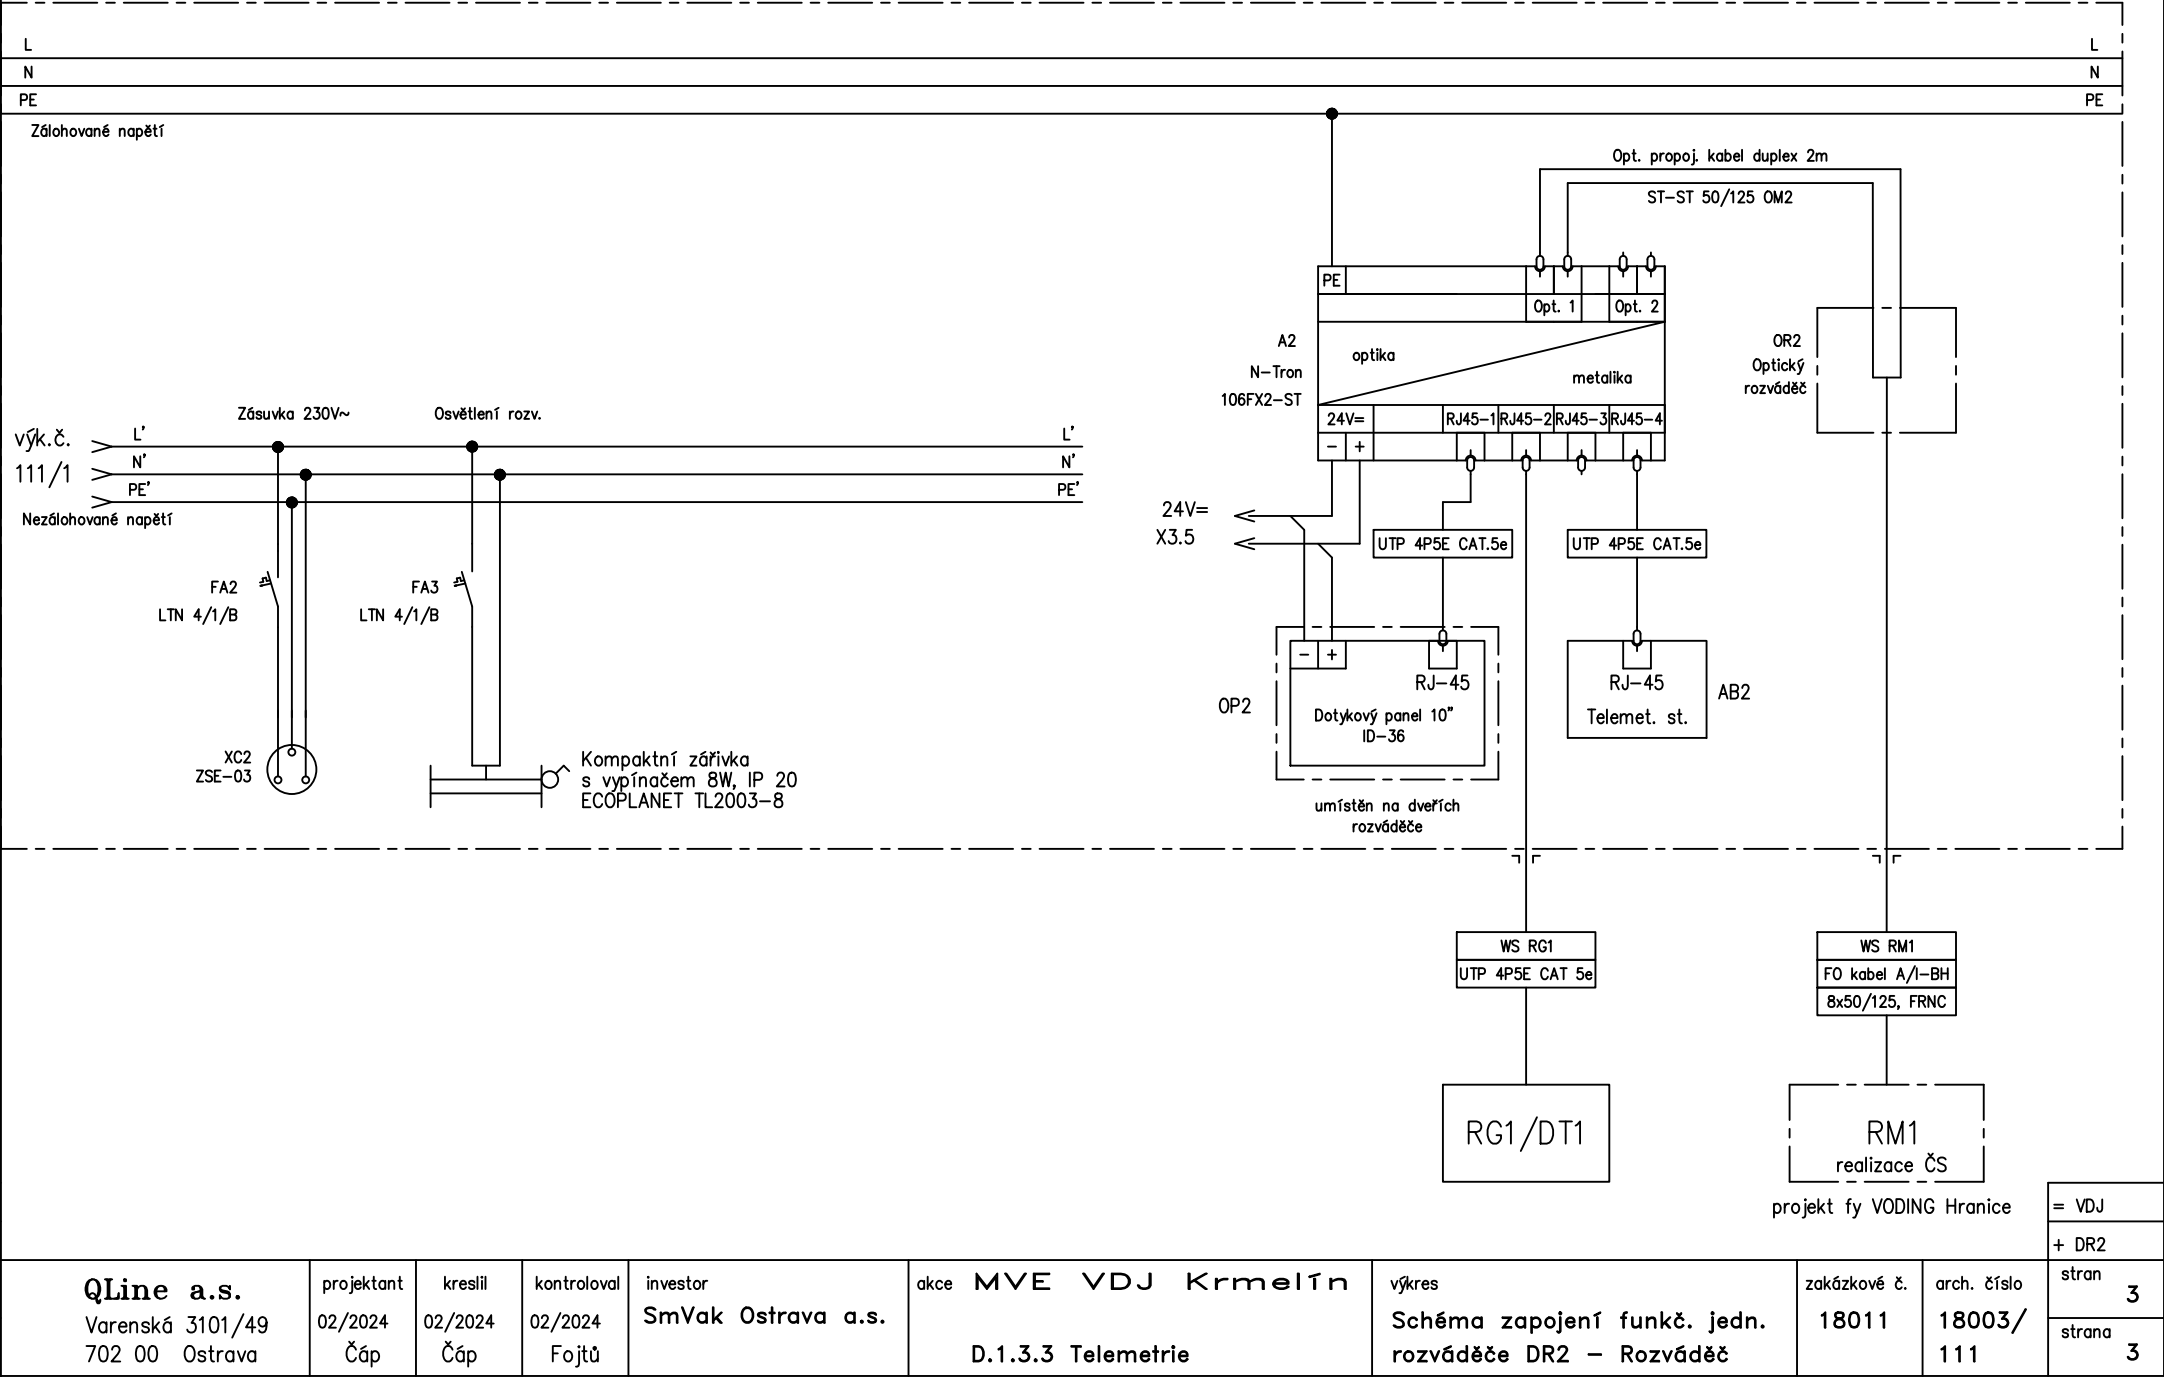 L
L
N
N
PE
PE
Zálohované napětí
Opt. propoj. kabel duplex 2m
ST-ST 50/125 OM2
PE
Opt. 1
Opt. 2
A2
N-Tron
106FX2-ST
optika
metalika
OR2
Optický
rozváděč
24V=
RJ45-1
RJ45-2
RJ45-3
RJ45-4
- +
Zásuvka 230V~
Osvětlení rozv.
výk.č.
111/1
L'
L'
N'
N'
PE'
PE'
Nezálohované napětí
24V=
X3.5
UTP 4P5E CAT.5e
UTP 4P5E CAT.5e
FA2
LTN 4/1/B
FA3
LTN 4/1/B
- +
RJ-45
OP2
Dotykový panel 10"
ID-36
RJ-45
Telemet. st.
AB2
umístěn na dveřích
rozváděče
XC2
ZSE-03
Kompaktní zářivka
s vypínačem 8W, IP 20
ECOPLANET TL2003-8
WS RG1
UTP 4P5E CAT 5e
WS RM1
FO kabel A/I-BH
8x50/125, FRNC
RG1/DT1
RM1
realizace ČS
projekt fy VODING Hranice
= VDJ
+ DR2
QLine a.s.
Varenská 3101/49
702 00 Ostrava
projektant
02/2024
Čáp
kreslil
02/2024
Čáp
kontroloval
02/2024
Fojtů
investor
SmVak Ostrava a.s.
akce MVE VDJ Krmelín
D.1.3.3 Telemetrie
výkres
Schéma zapojení funkč. jedn.
rozváděče DR2 - Rozváděč
zakázkové č.
18011
arch. číslo
18003/
111
stran
3
strana
3